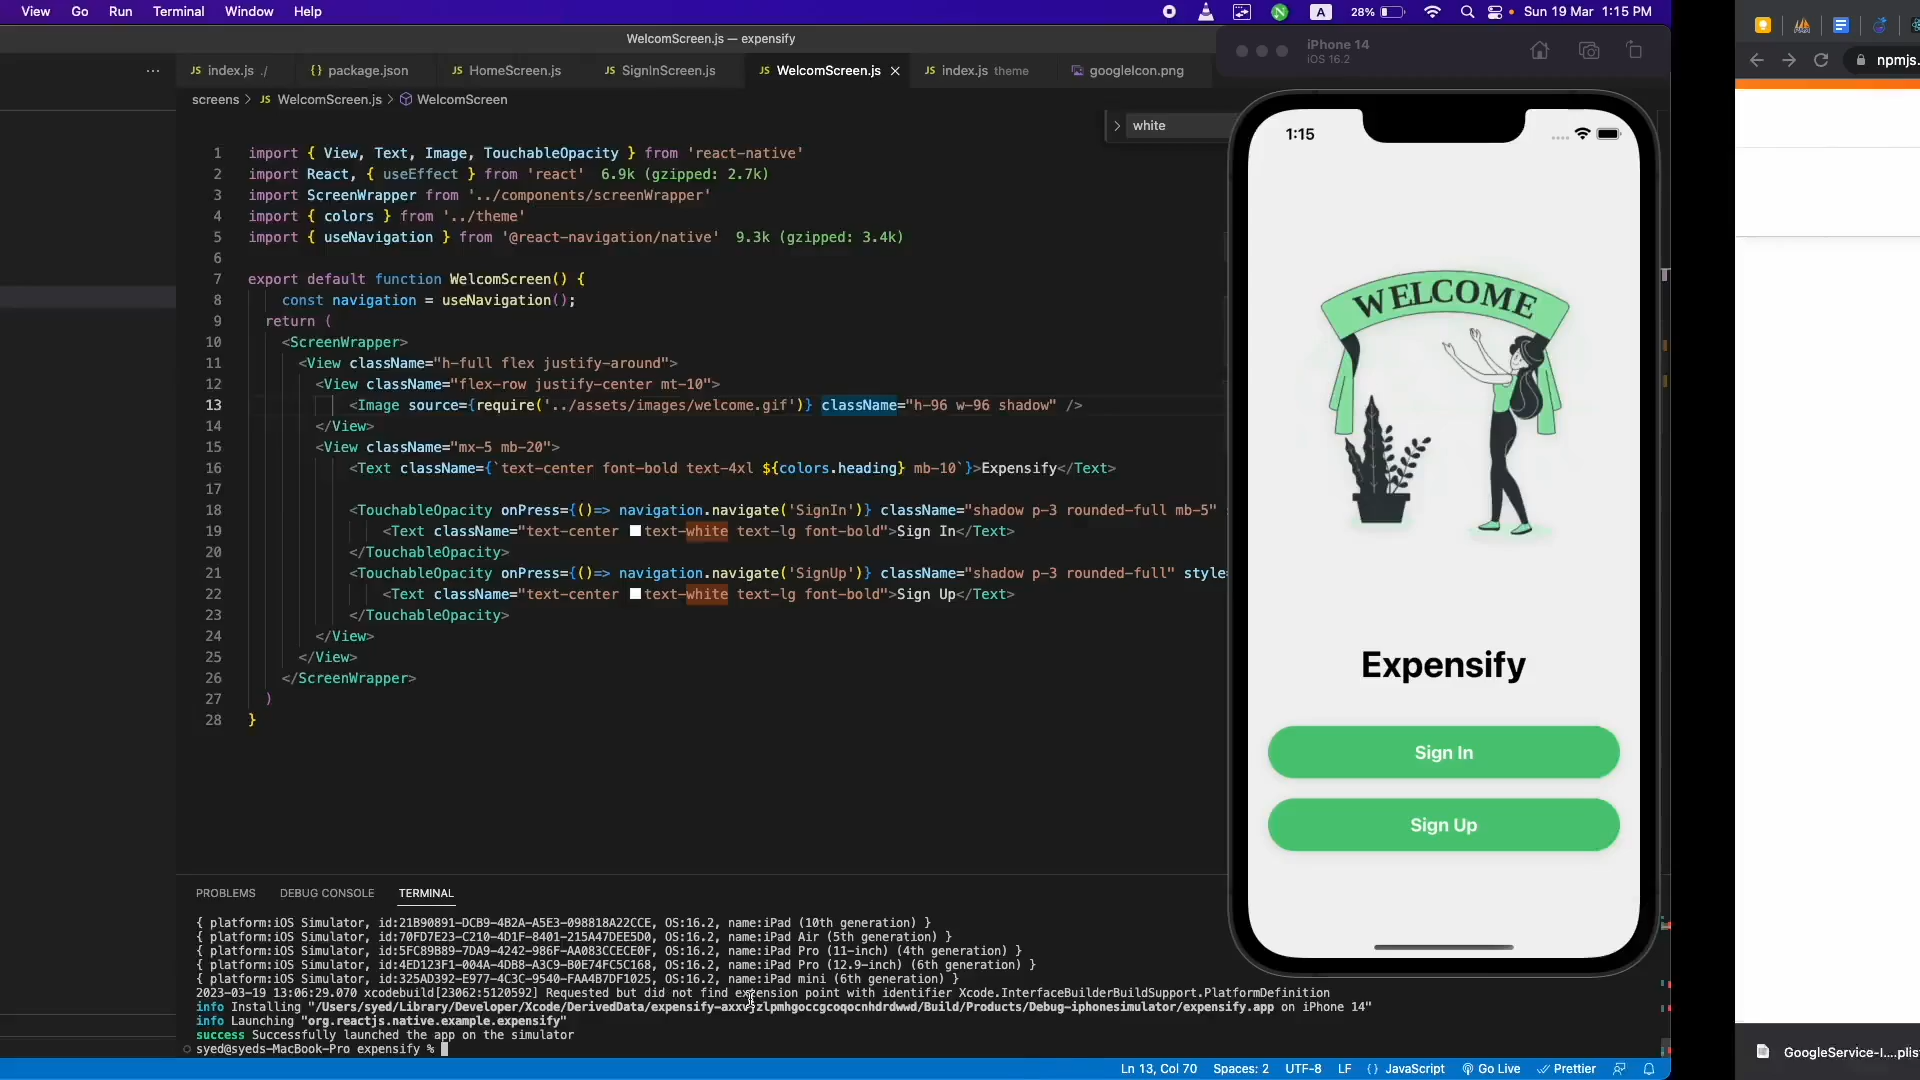 View Go Run Terminal Window Help
A 28% Sun 19 Mar 1:15 PM
WelcomScreen.js — expensify
iPhone 14
iOS 16.2
npmjs.
··· JS index.js ./ {} package.json JS HomeScreen.js JS SignInScreen.js JS WelcomScreen.js JS index.js theme googleIcon.png
screens > JS WelcomScreen.js > WelcomScreen
white
1 import { View, Text, Image, TouchableOpacity } from 'react-native'
2 import React, { useEffect } from 'react' 6.9k (gzipped: 2.7k)
3 import ScreenWrapper from '../components/screenWrapper'
4 import { colors } from '../theme'
5 import { useNavigation } from '@react-navigation/native' 9.3k (gzipped: 3.4k)
6
7 export default function WelcomScreen() {
8 const navigation = useNavigation();
9 return (
10 <ScreenWrapper>
11 <View className="h-full flex justify-around">
12 <View className="flex-row justify-center mt-10">
13 <Image source={require('../assets/images/welcome.gif')} className="h-96 w-96 shadow" />
14 </View>
15 <View className="mx-5 mb-20">
16 <Text className={`text-center font-bold text-4xl ${colors.heading} mb-10`}>Expensify</Text>
17
18 <TouchableOpacity onPress={()=> navigation.navigate('SignIn')} className="shadow p-3 rounded-full mb-5"
19 <Text className="text-center text-white text-lg font-bold">Sign In</Text>
20 </TouchableOpacity>
21 <TouchableOpacity onPress={()=> navigation.navigate('SignUp')} className="shadow p-3 rounded-full" style=
22 <Text className="text-center text-white text-lg font-bold">Sign Up</Text>
23 </TouchableOpacity>
24 </View>
25 </View>
26 </ScreenWrapper>
27 )
28 }
1:15
WELCOME
Expensify
Sign In
Sign Up
PROBLEMS DEBUG CONSOLE TERMINAL
{ platform:iOS Simulator, id:21B90891-DCB9-4B2A-A5E3-098818A22CCE, OS:16.2, name:iPad (10th generation) }
{ platform:iOS Simulator, id:70FD7E23-C210-4D1F-8401-215A47DEE5D0, OS:16.2, name:iPad Air (5th generation) }
{ platform:iOS Simulator, id:5FC89B89-7DA9-4242-986F-AA083CCECE0F, OS:16.2, name:iPad Pro (11-inch) (4th generation) }
{ platform:iOS Simulator, id:4ED123F1-004A-4DB8-A3C9-B0E74FC5C168, OS:16.2, name:iPad Pro (12.9-inch) (6th generation) }
{ platform:iOS Simulator, id:325AD392-E977-4C3C-9540-FAA4B7DF1025, OS:16.2, name:iPad mini (6th generation) }
2023-03-19 13:06:29.070 xcodebuild[23062:5120592] Requested but did not find extension point with identifier Xcode.InterfaceBuilderBuildSupport.PlatformDefinition
info Installing "/Users/syed/Library/Developer/Xcode/DerivedData/expensify-axxvjzlpmhgoccgcoqocnhdrdwwd/Build/Products/Debug-iphonesimulator/expensify.app on iPhone 14"
info Launching "org.reactjs.native.example.expensify"
success Successfully launched the app on the simulator
syed@syeds-MacBook-Pro expensify %
GoogleService-I....plis
Ln 13, Col 70 Spaces: 2 UTF-8 LF {} JavaScript Go Live Prettier